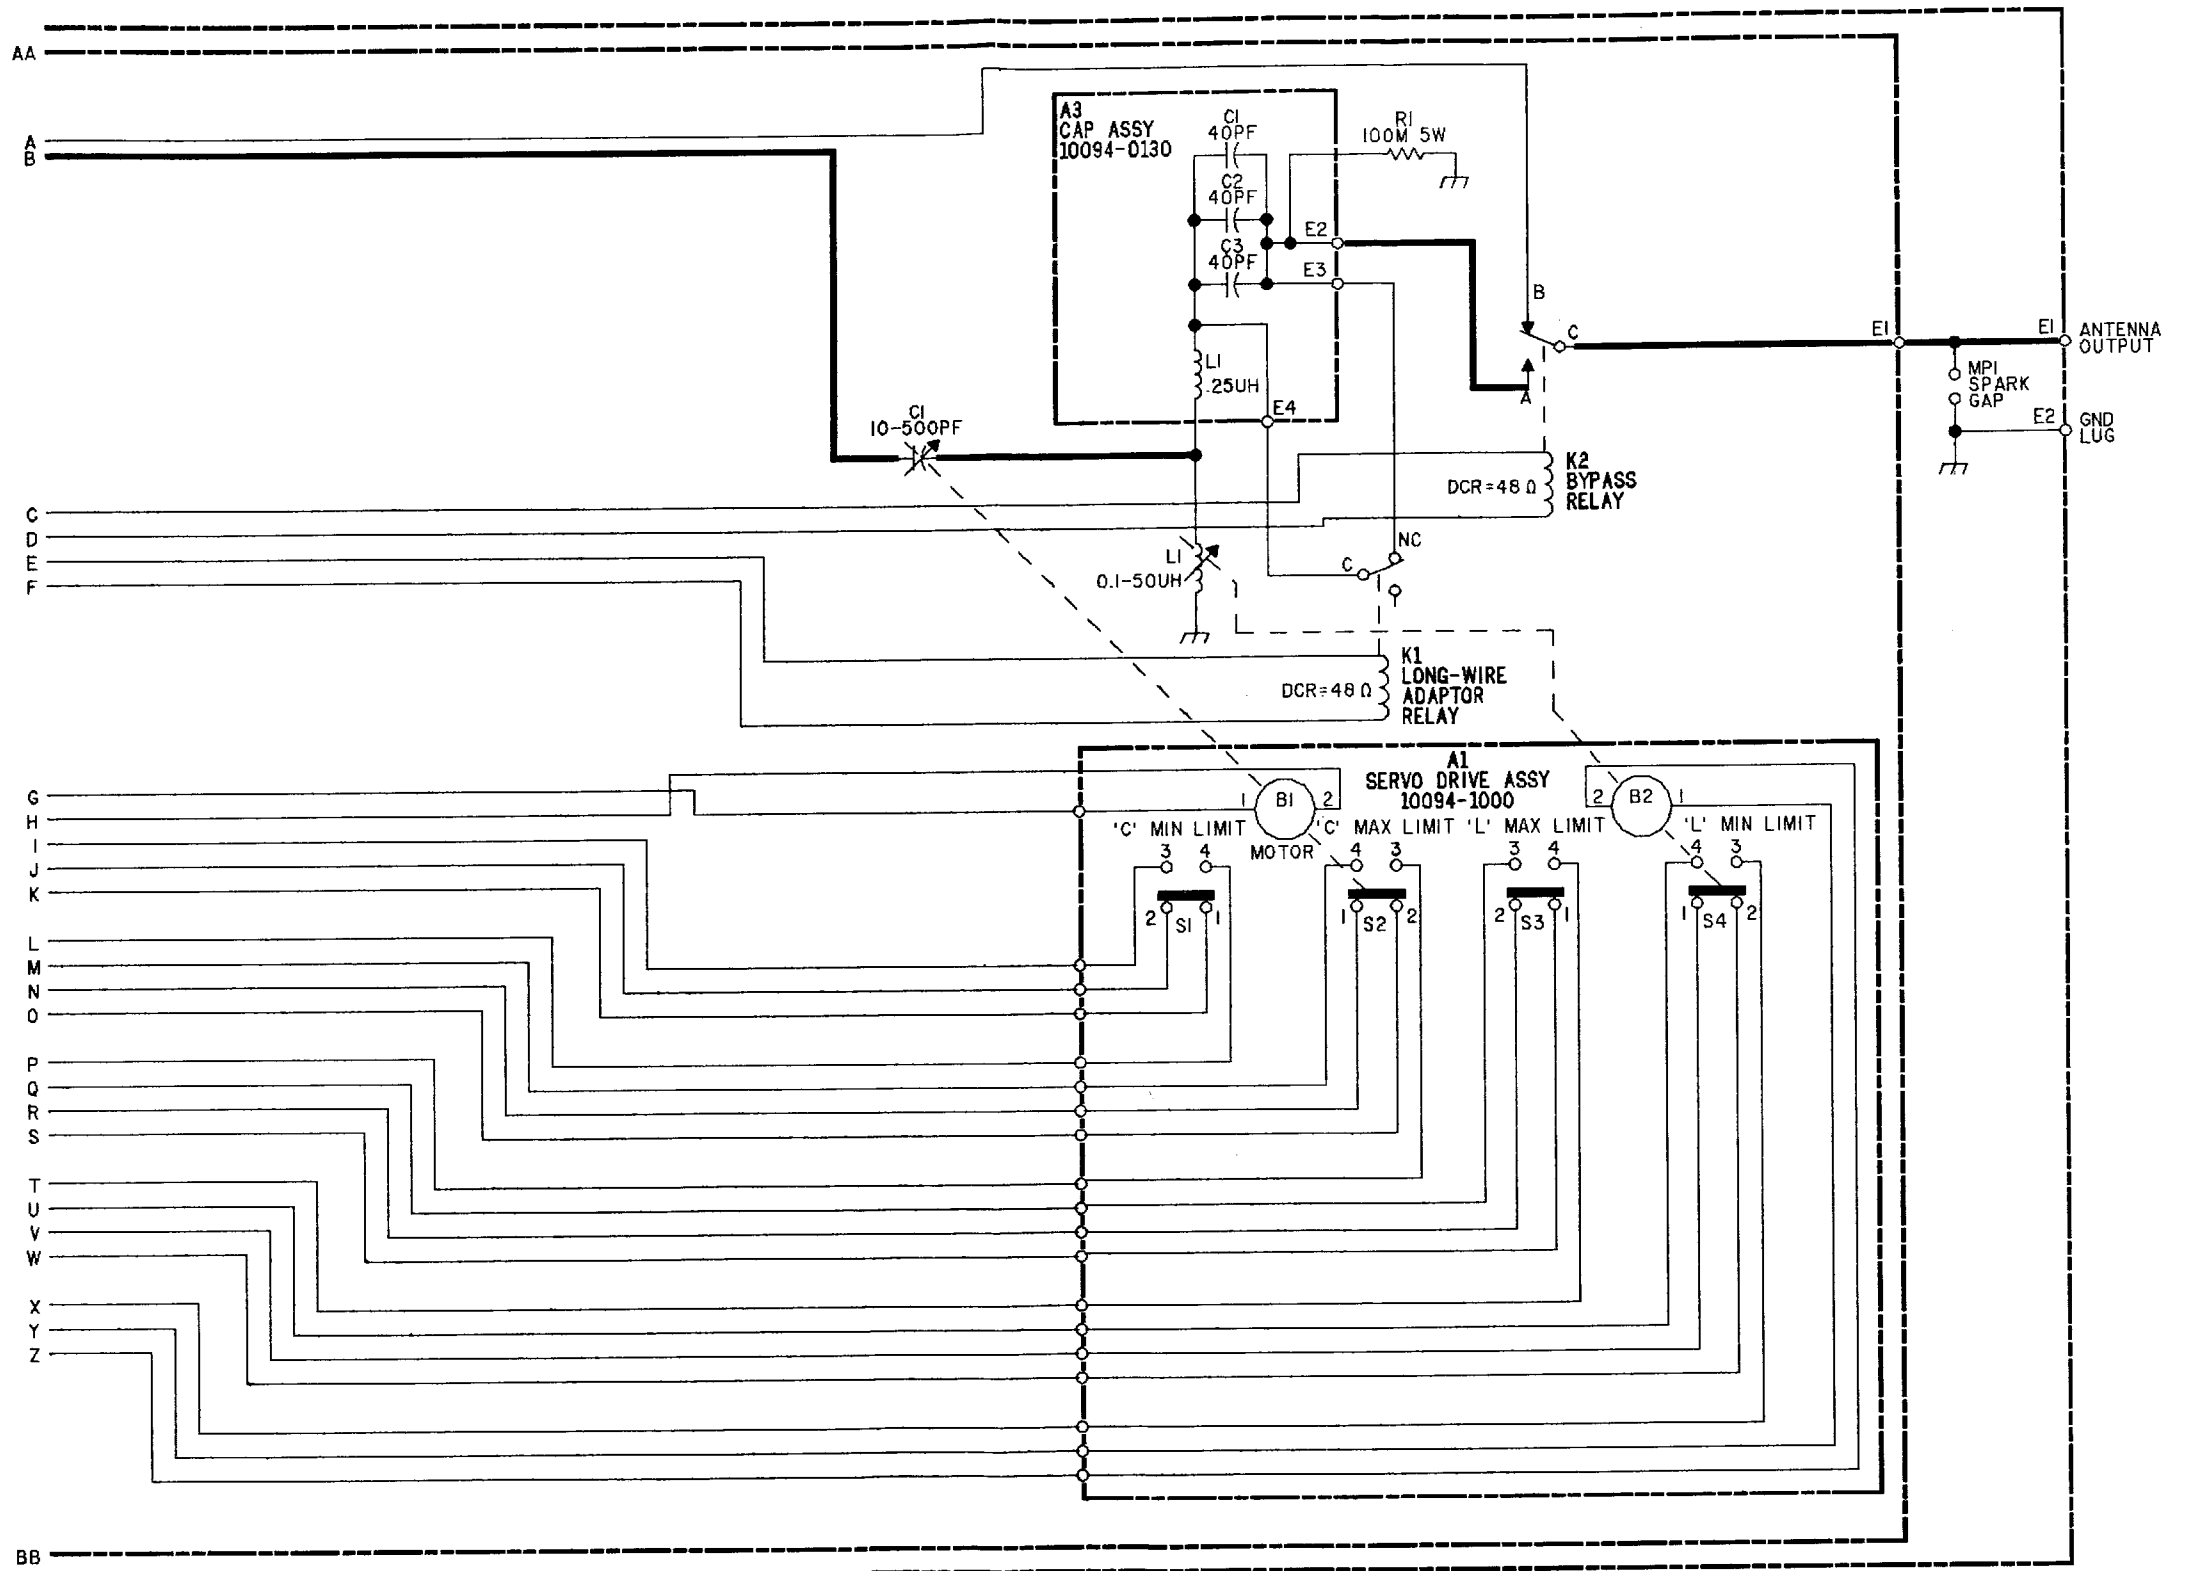 AA
A
B
A3
CAP ASSY
10094-0130
C1
40PF
C2
40PF
C3
40PF
R1
100M 5W
E2
E3
B
C
A
E1
E1
ANTENNA
OUTPUT
MP1
SPARK
GAP
E2
GND
LUG
L1
.25UH
E4
C1
10-500PF
K2
BYPASS
RELAY
DCR=48Ω
C
D
E
F
NC
C
L1
0.1-50UH
K1
LONG-WIRE
ADAPTOR
RELAY
DCR=48Ω
A1
SERVO DRIVE ASSY
10094-1000
G
H
I
J
K
L
M
N
O
P
Q
R
S
T
U
V
W
X
Y
Z
1 B1 2
2 B2 1
'C' MIN LIMIT
'C' MAX LIMIT
'L' MAX LIMIT
'L' MIN LIMIT
MOTOR
3 4
4 3
3 4
4 3
2 S1 1
1 S2 2
2 S3 1
1 S4 2
BB